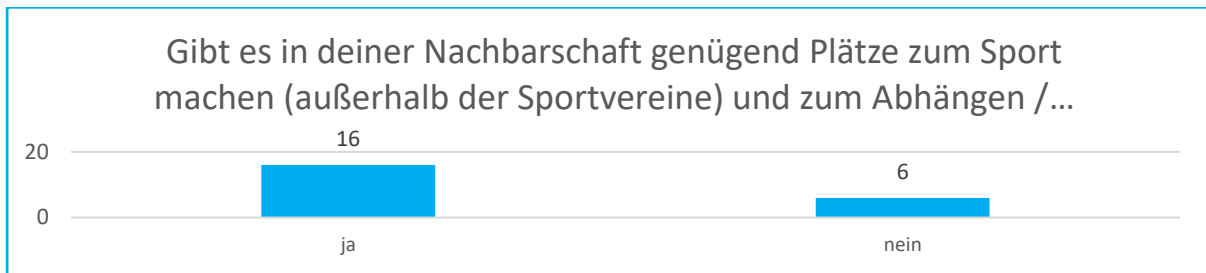 Gibt es in deiner Nachbarschaft genügend Plätze zum Sport
machen (außerhalb der Sportvereine) und zum Abhängen /...
16
20
6
0
ja
nein